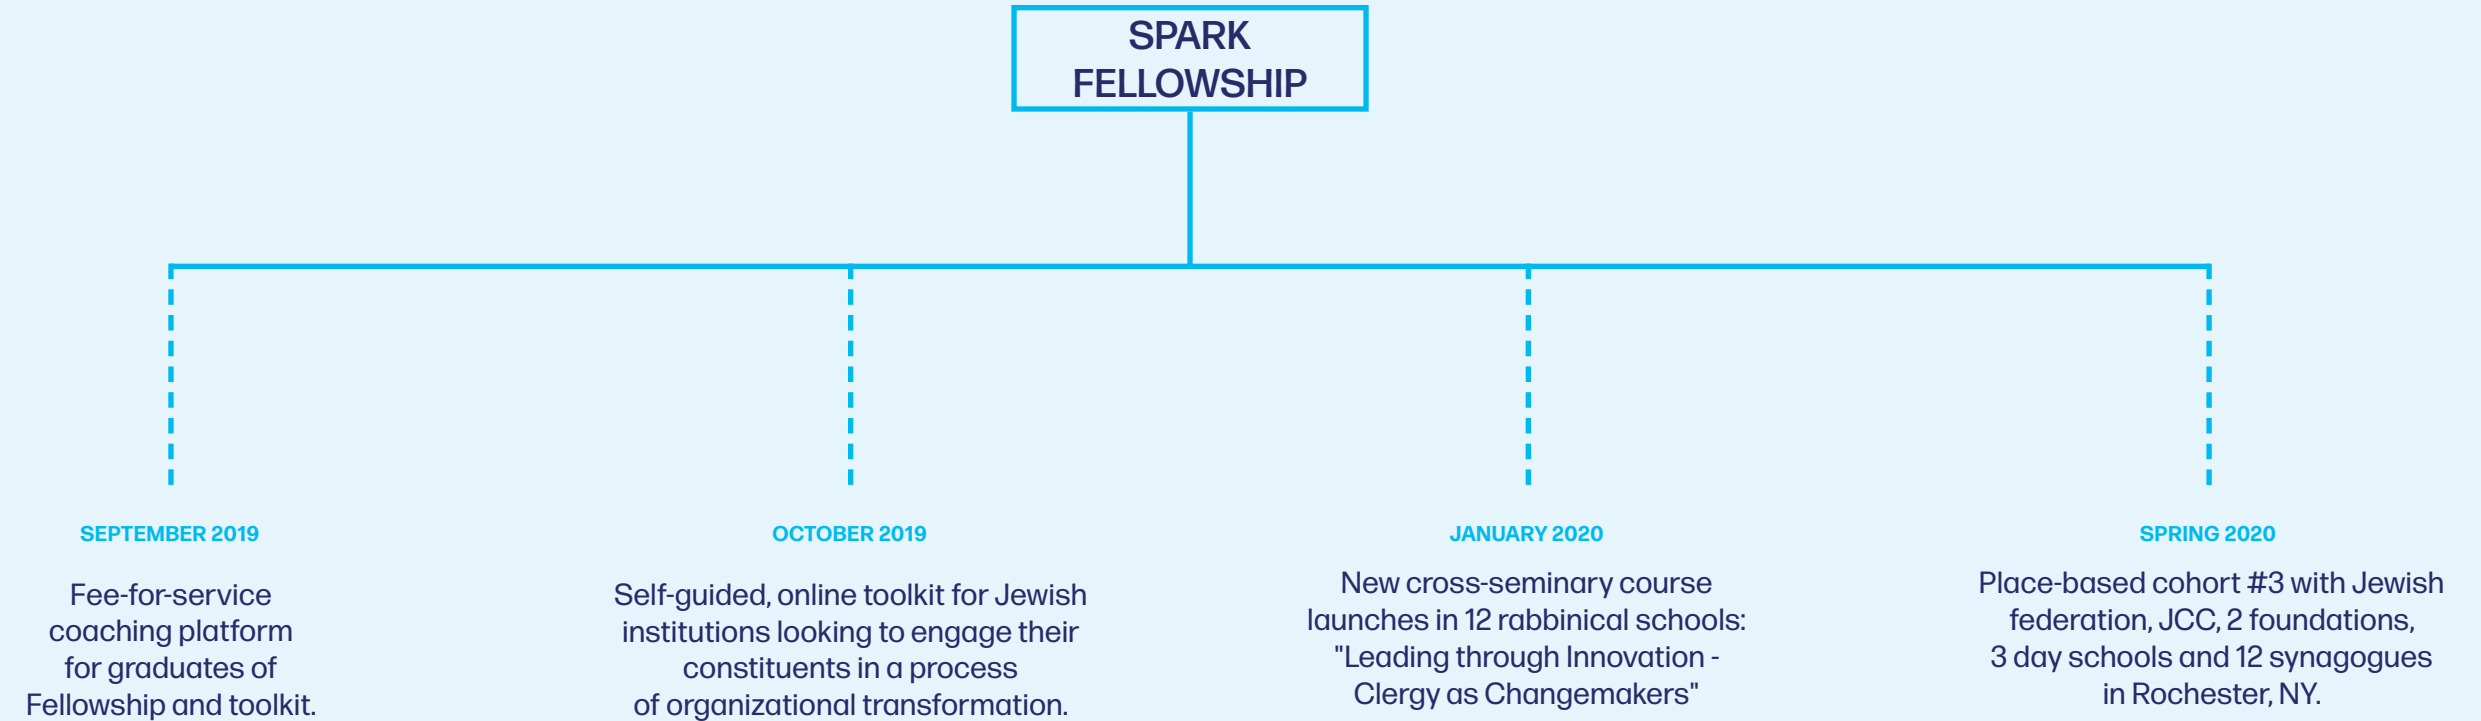 SPARK
FELLOWSHIP
SEPTEMBER 2019
Fee-for-service
coaching platform
for graduates of
Fellowship and toolkit.
OCTOBER 2019
Self-guided, online toolkit for Jewish
institutions looking to engage their
constituents in a process
of organizational transformation.
JANUARY 2020
New cross-seminary course
launches in 12 rabbinical schools:
"Leading through Innovation -
Clergy as Changemakers"
SPRING 2020
Place-based cohort #3 with Jewish
federation, JCC, 2 foundations,
3 day schools and 12 synagogues
in Rochester, NY.